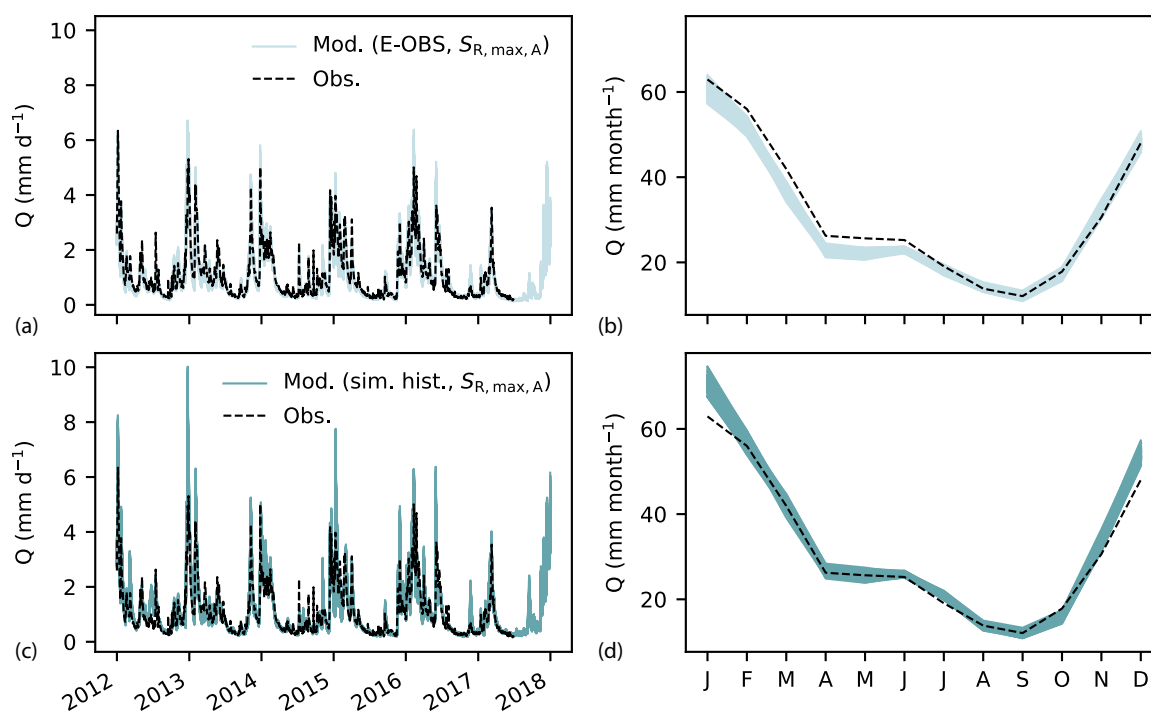 10
8
6
4
2
0
Q (mm d⁻¹)
Mod. (E-OBS, S_R, max, A)
Obs.
(a)
60
40
20
Q (mm month⁻¹)
(b)
10
8
6
4
2
0
Q (mm d⁻¹)
Mod. (sim. hist., S_R, max, A)
Obs.
(c)
2012 2013 2014 2015 2016 2017 2018
60
40
20
Q (mm month⁻¹)
(d)
J F M A M J J A S O N D